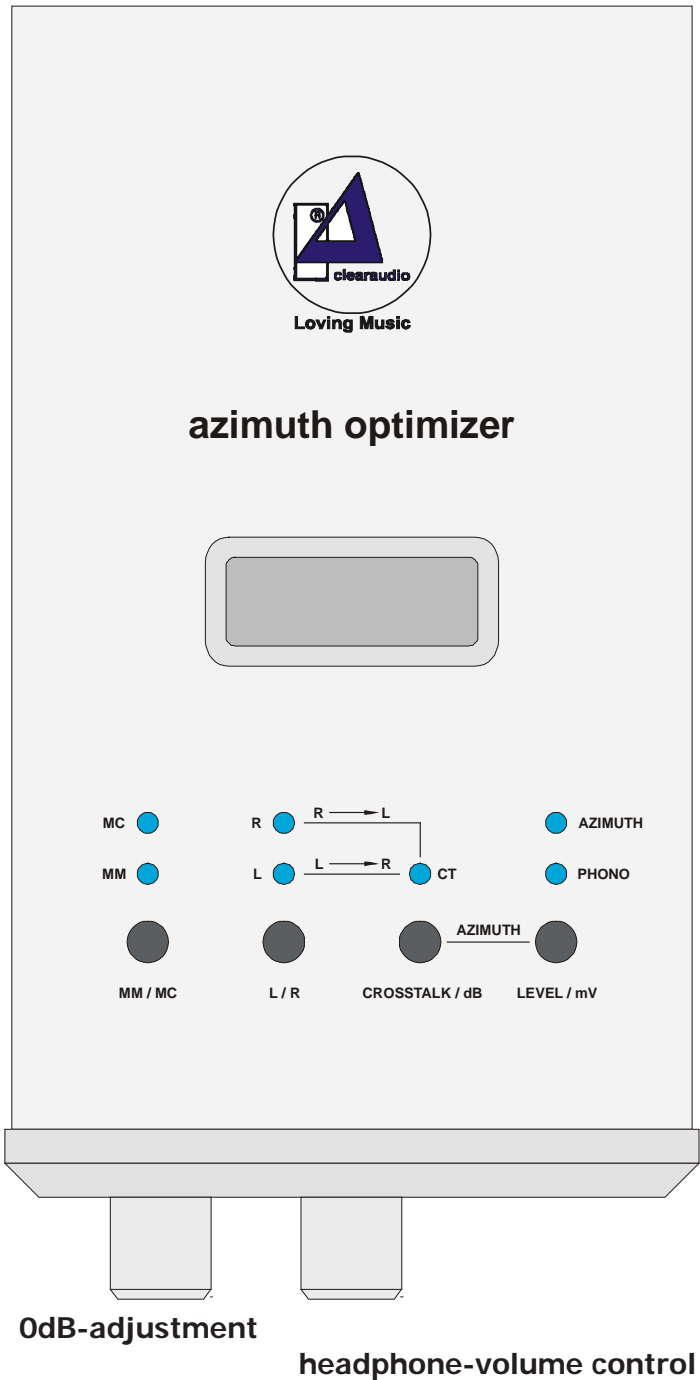 ®
clearaudio
Loving Music
azimuth optimizer
MC R R L AZIMUTH
MM L L R CT PHONO
AZIMUTH
MM / MC L / R CROSSTALK / dB LEVEL / mV
0dB-adjustment
headphone-volume control